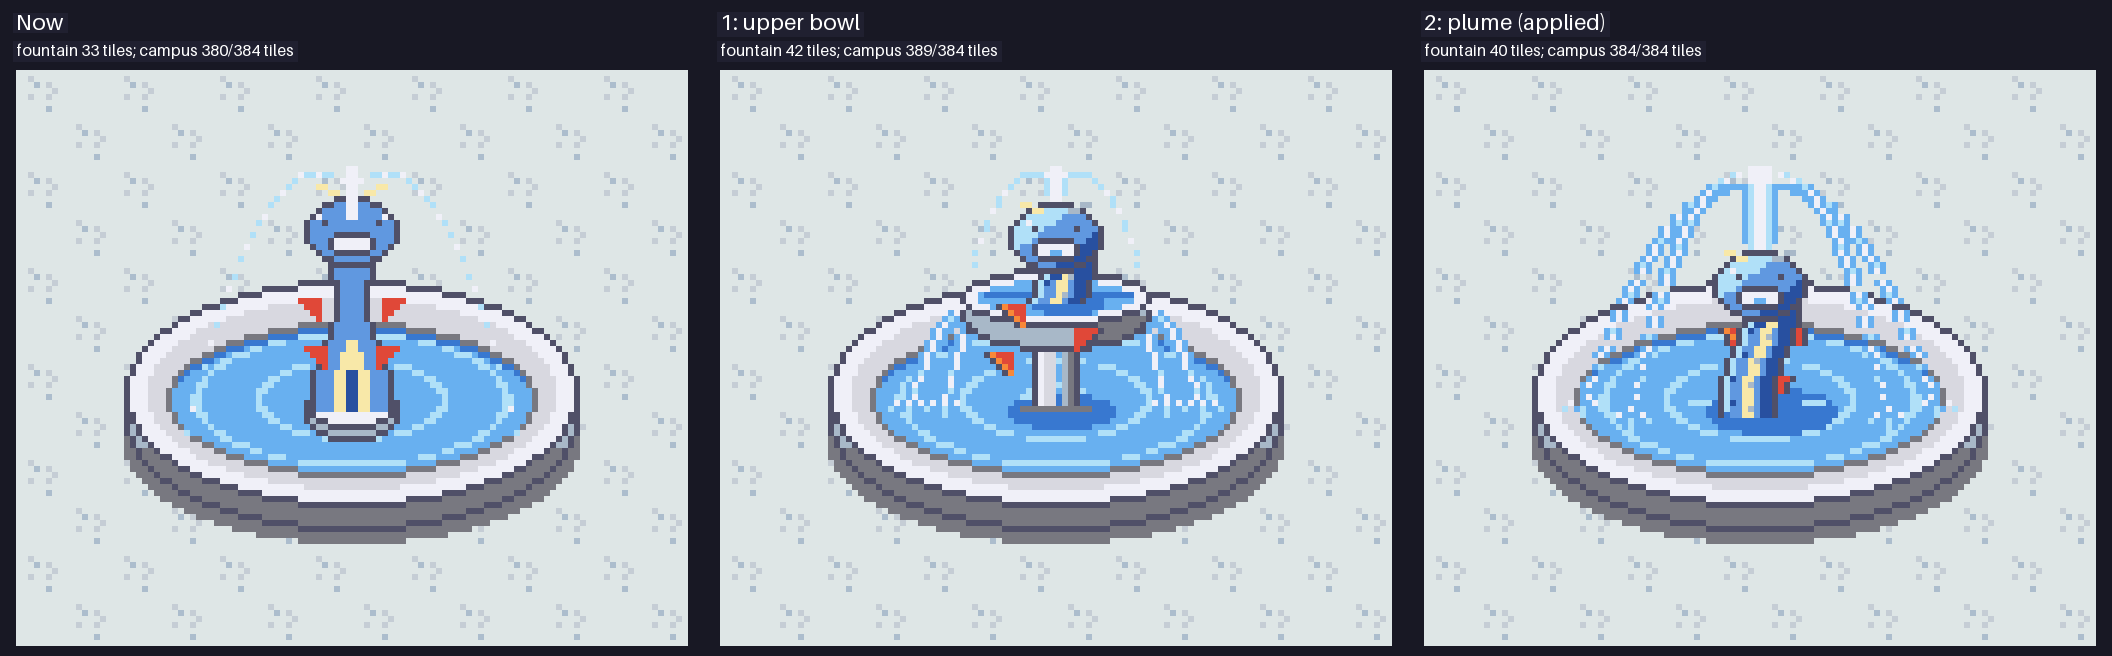 Now
fountain 33 tiles; campus 380/384 tiles
1: upper bowl
fountain 42 tiles; campus 389/384 tiles
2: plume (applied)
fountain 40 tiles; campus 384/384 tiles